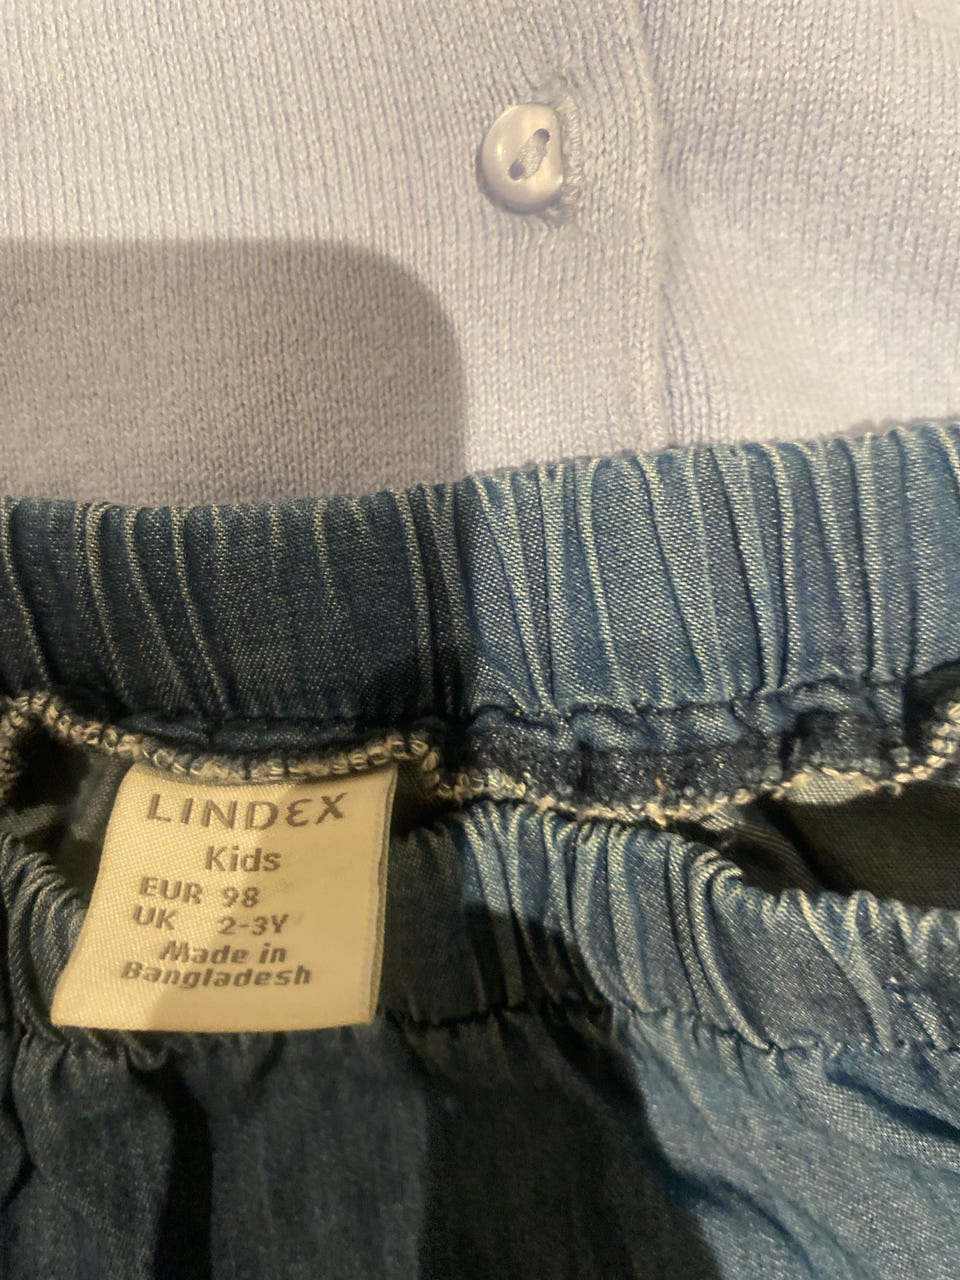 LINDEX
Kids
EUR 98
UK 2-3Y
Made in
Bangladesh